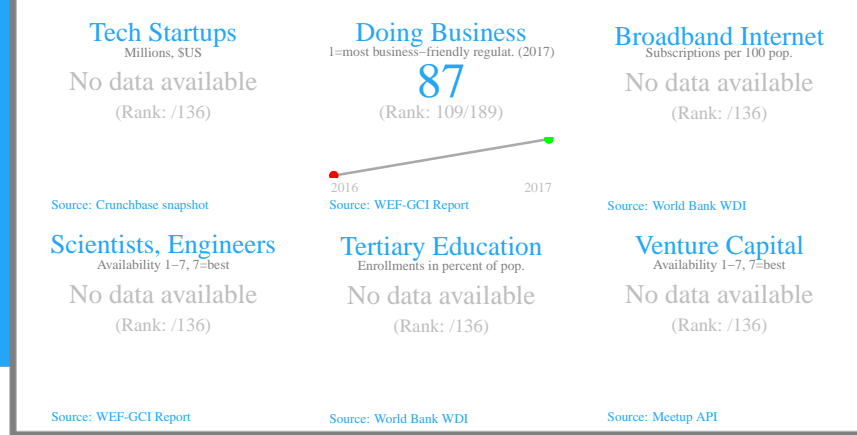 Tech Startups
Millions, $US
No data available
(Rank: /136)
Source: Crunchbase snapshot
Doing Business
1=most business−friendly regulat. (2017)
87
(Rank: 109/189)
2016 2017
Source: WEF-GCI Report
Broadband Internet
Subscriptions per 100 pop.
No data available
(Rank: /136)
Source: World Bank WDI
Scientists, Engineers
Availability 1−7, 7=best
No data available
(Rank: /136)
Source: WEF-GCI Report
Tertiary Education
Enrollments in percent of pop.
No data available
(Rank: /136)
Source: World Bank WDI
Venture Capital
Availability 1−7, 7=best
No data available
(Rank: /136)
Source: Meetup API